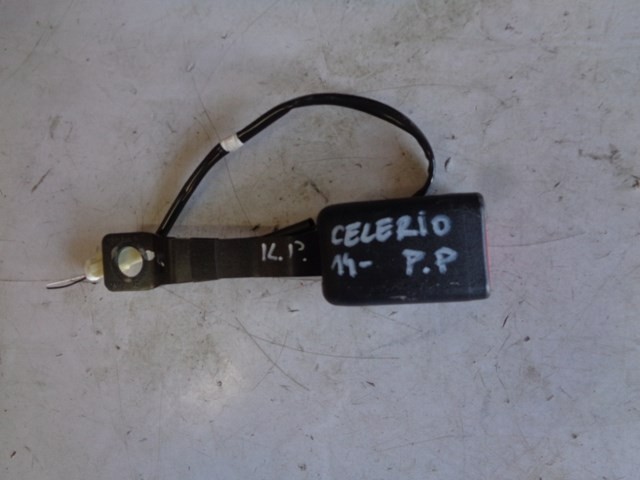 CELERIO
14- P.P
K.P.